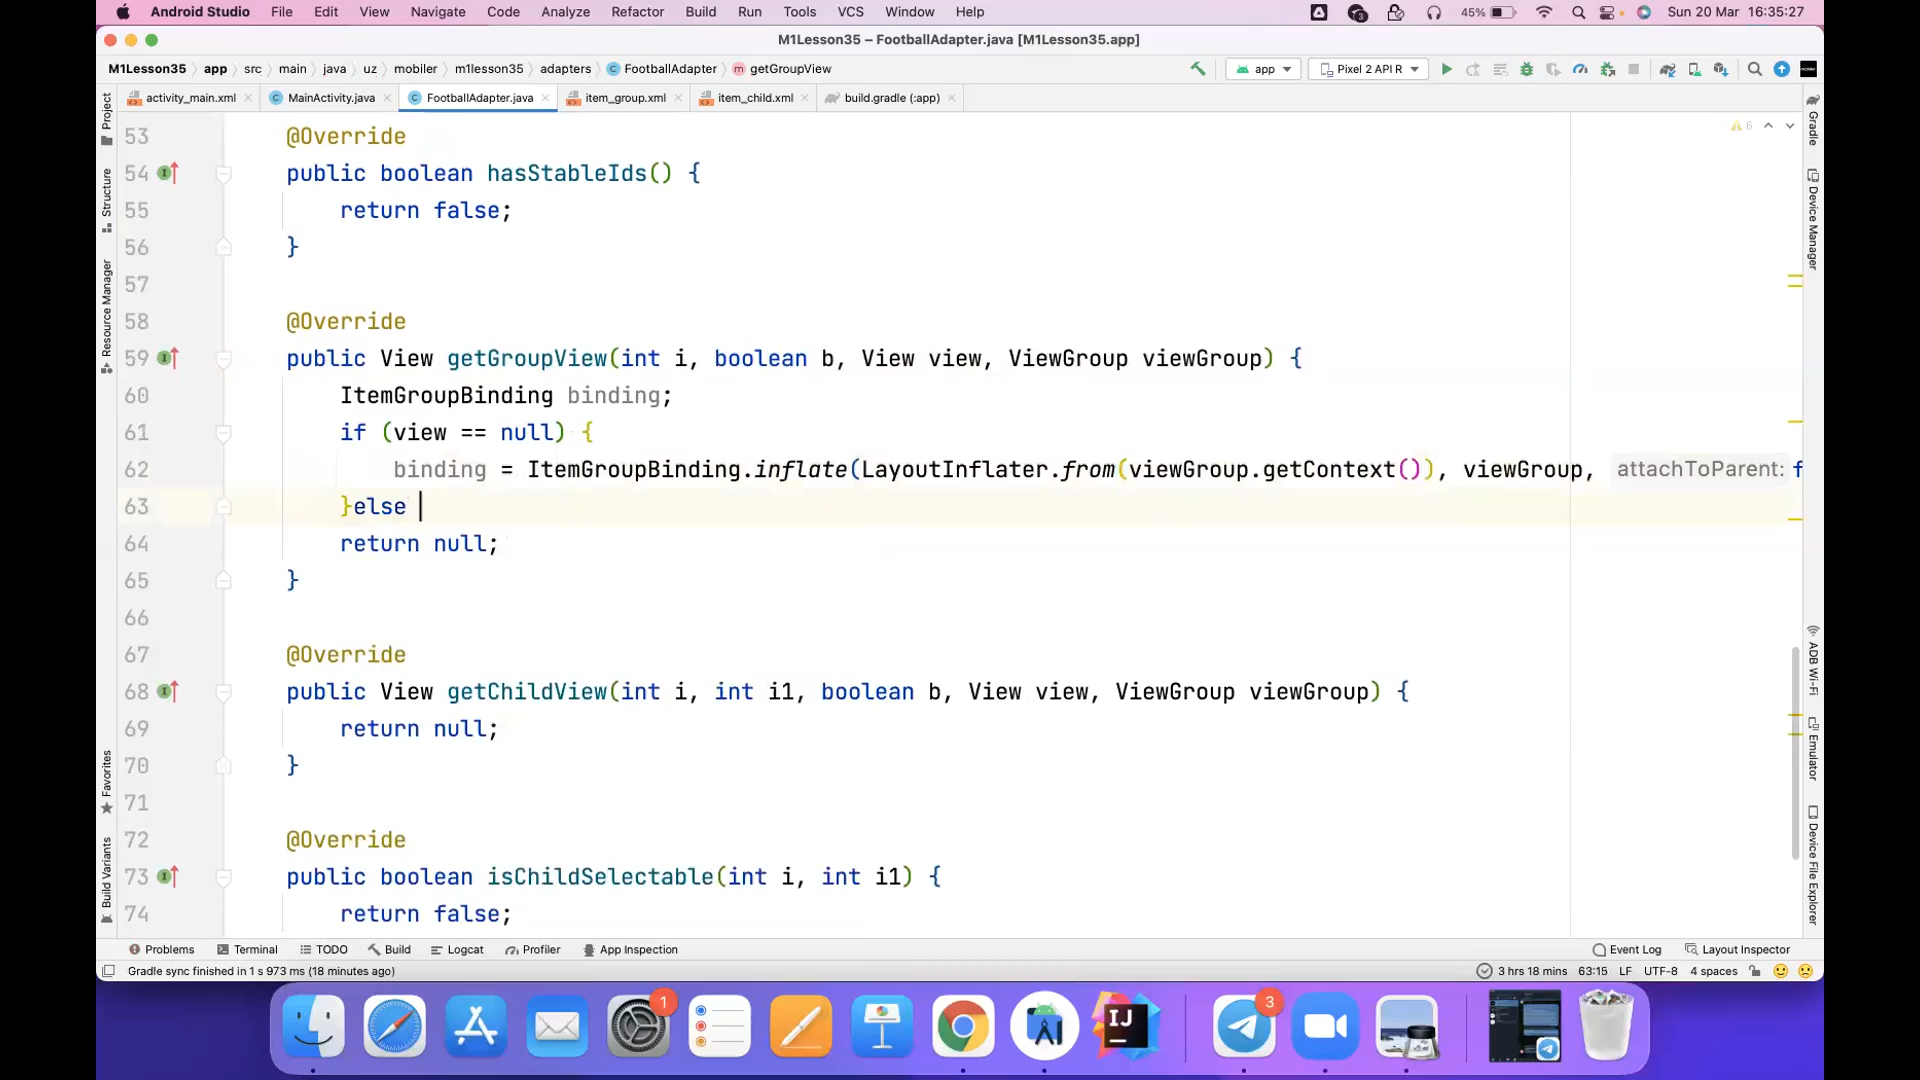 Android Studio File Edit View Navigate Code Analyze Refactor Build Run Tools VCS Window Help 3 45% Sun 20 Mar 16:35:27
M1Lesson35 – FootballAdapter.java [M1Lesson35.app]
M1Lesson35 app src main java uz mobiler m1lesson35 adapters FootballAdapter getGroupView app Pixel 2 API R
activity_main.xml MainActivity.java FootballAdapter.java item_group.xml item_child.xml build.gradle (:app)
Project
Structure
Resource Manager
Favorites
Build Variants
53 @Override 6
54 public boolean hasStableIds() {
55 return false;
56 }
57
58 @Override
59 public View getGroupView(int i, boolean b, View view, ViewGroup viewGroup) {
60 ItemGroupBinding binding;
61 if (view == null) {
62 binding = ItemGroupBinding.inflate(LayoutInflater.from(viewGroup.getContext()), viewGroup, attachToParent: f
63 }else
64 return null;
65 }
66
67 @Override
68 public View getChildView(int i, int i1, boolean b, View view, ViewGroup viewGroup) {
69 return null;
70 }
71
72 @Override
73 public boolean isChildSelectable(int i, int i1) {
74 return false;
Gradle
Device Manager
ADB Wi-Fi
Emulator
Device File Explorer
Problems Terminal TODO Build Logcat Profiler App Inspection Event Log Layout Inspector
Gradle sync finished in 1 s 973 ms (18 minutes ago) 3 hrs 18 mins 63:15 LF UTF-8 4 spaces
1 IJ 3